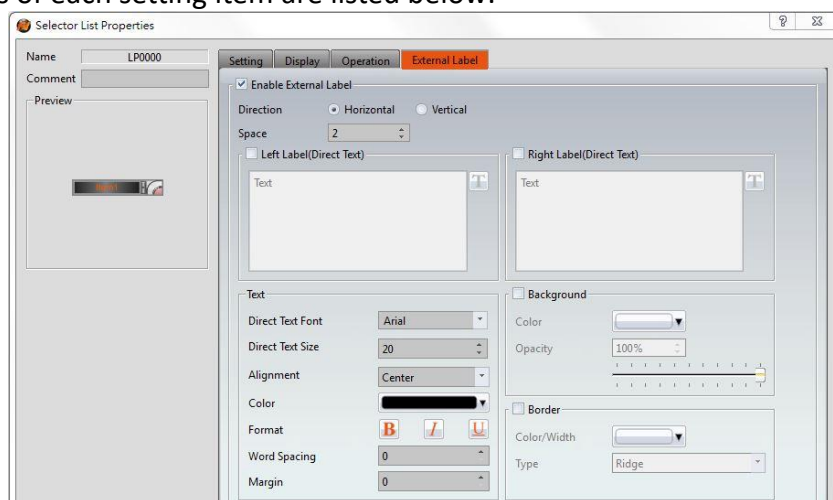 s of each setting item are listed below:
Selector List Properties
Name LP0000
Comment
Preview
Setting Display Operation External Label
Enable External Label
Direction Horizontal Vertical
Space 2
Left Label(Direct Text)
Text
Right Label(Direct Text)
Text
Text
Direct Text Font Arial
Direct Text Size 20
Alignment Center
Color
Format B I U
Word Spacing 0
Margin 0
Background
Color
Opacity 100%
Border
Color/Width
Type Ridge